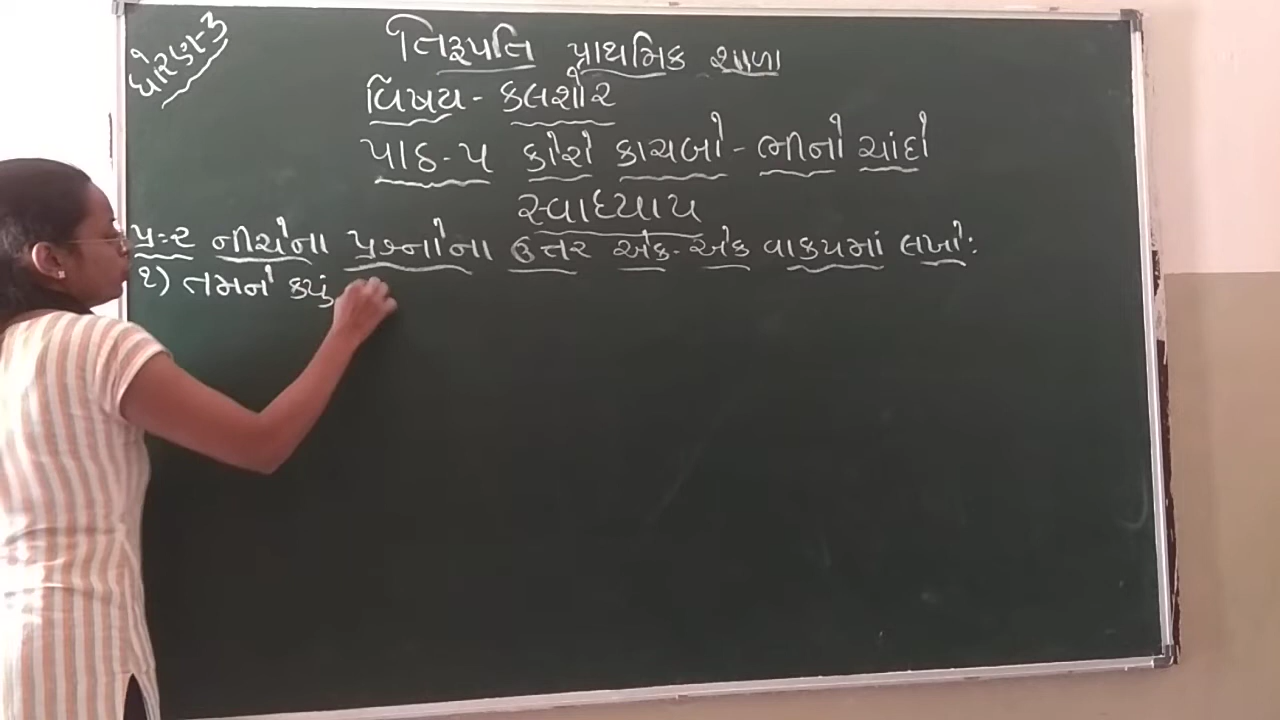 ધોરણ-૩
તિરૂપતિ પ્રાથમિક શાળા
વિષય - કલશોર
પાઠ-૫ કોરો કાચબો - ભીનો ચાંદો
સ્વાધ્યાય
પ્ર:૨ નીચેના પ્રશ્નોના ઉત્તર એક-એક વાક્યમાં લખો:
૧) તમને કયું